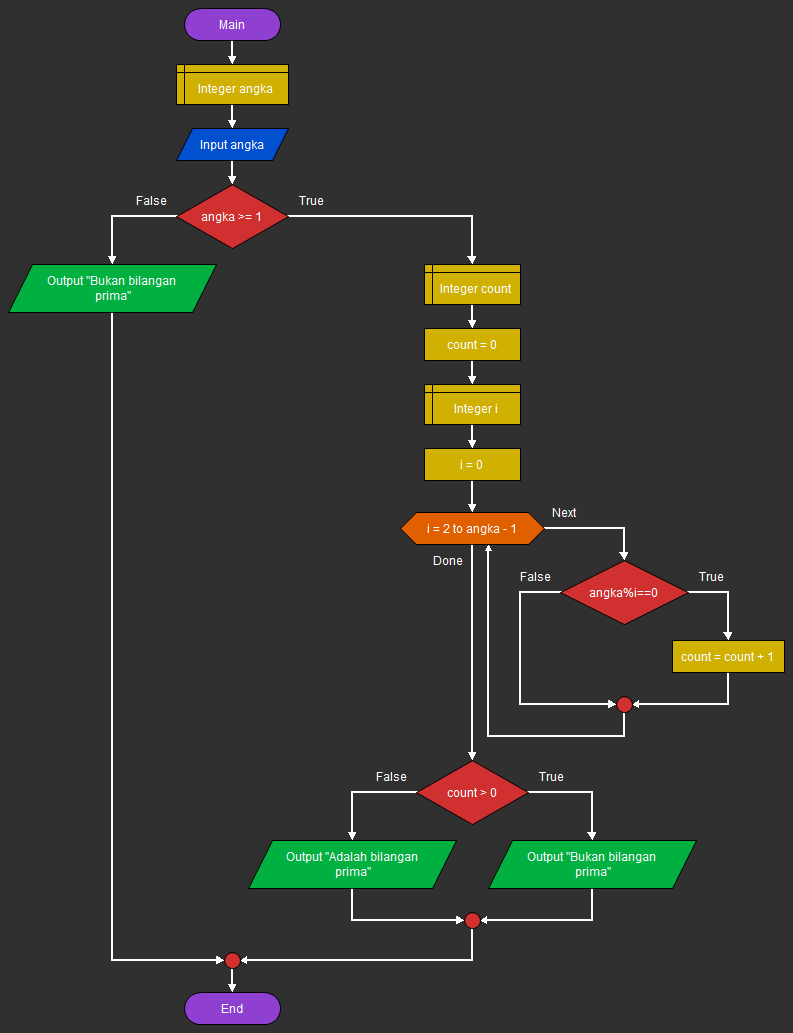 Main
Integer angka
Input angka
False
True
angka >= 1
Output "Bukan bilangan
prima"
Integer count
count = 0
Integer i
i = 0
i = 2 to angka - 1
Next
Done
False
True
angka%i==0
count = count + 1
False
True
count > 0
Output "Adalah bilangan
prima"
Output "Bukan bilangan
prima"
End